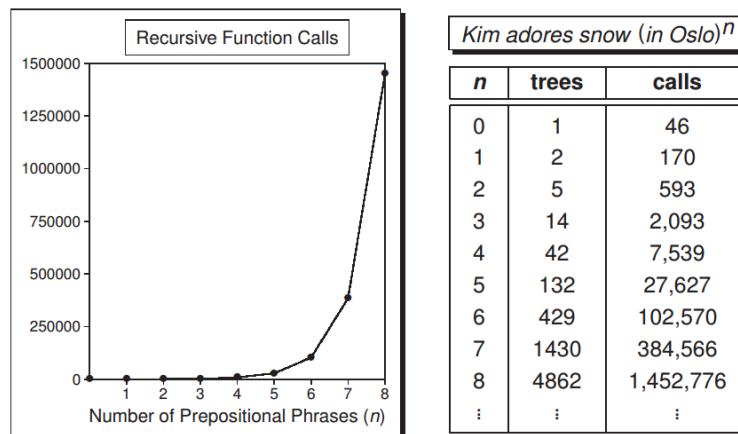 Recursive Function Calls
1500000
1250000
1000000
750000
500000
250000
0
1 2 3 4 5 6 7 8
Number of Prepositional Phrases (n)
Kim adores snow (in Oslo)ⁿ
n trees calls
0 1 46
1 2 170
2 5 593
3 14 2,093
4 42 7,539
5 132 27,627
6 429 102,570
7 1430 384,566
8 4862 1,452,776
⋮ ⋮ ⋮